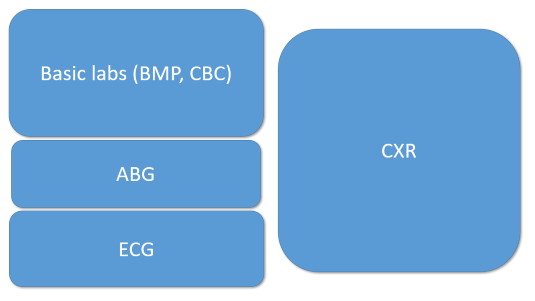 Basic labs (BMP, CBC)
ABG
ECG
CXR